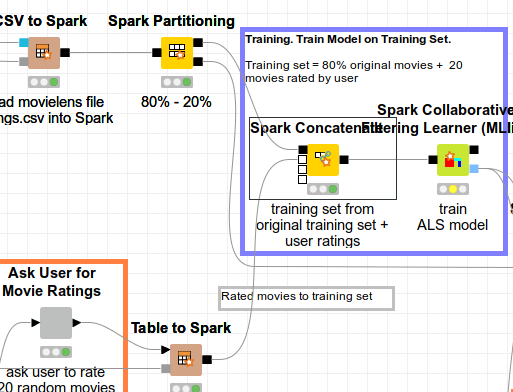 CSV to Spark
Spark Partitioning
ad movielens file
ngs.csv into Spark
80% - 20%
Training. Train Model on Training Set.
Training set = 80% original movies + 20
movies rated by user
Spark Concatenate
Spark Collaborative
Filtering Learner (MLli
training set from
original training set +
user ratings
train
ALS model
Ask User for
Movie Ratings
ask user to rate
20 random movies
Rated movies to training set
Table to Spark